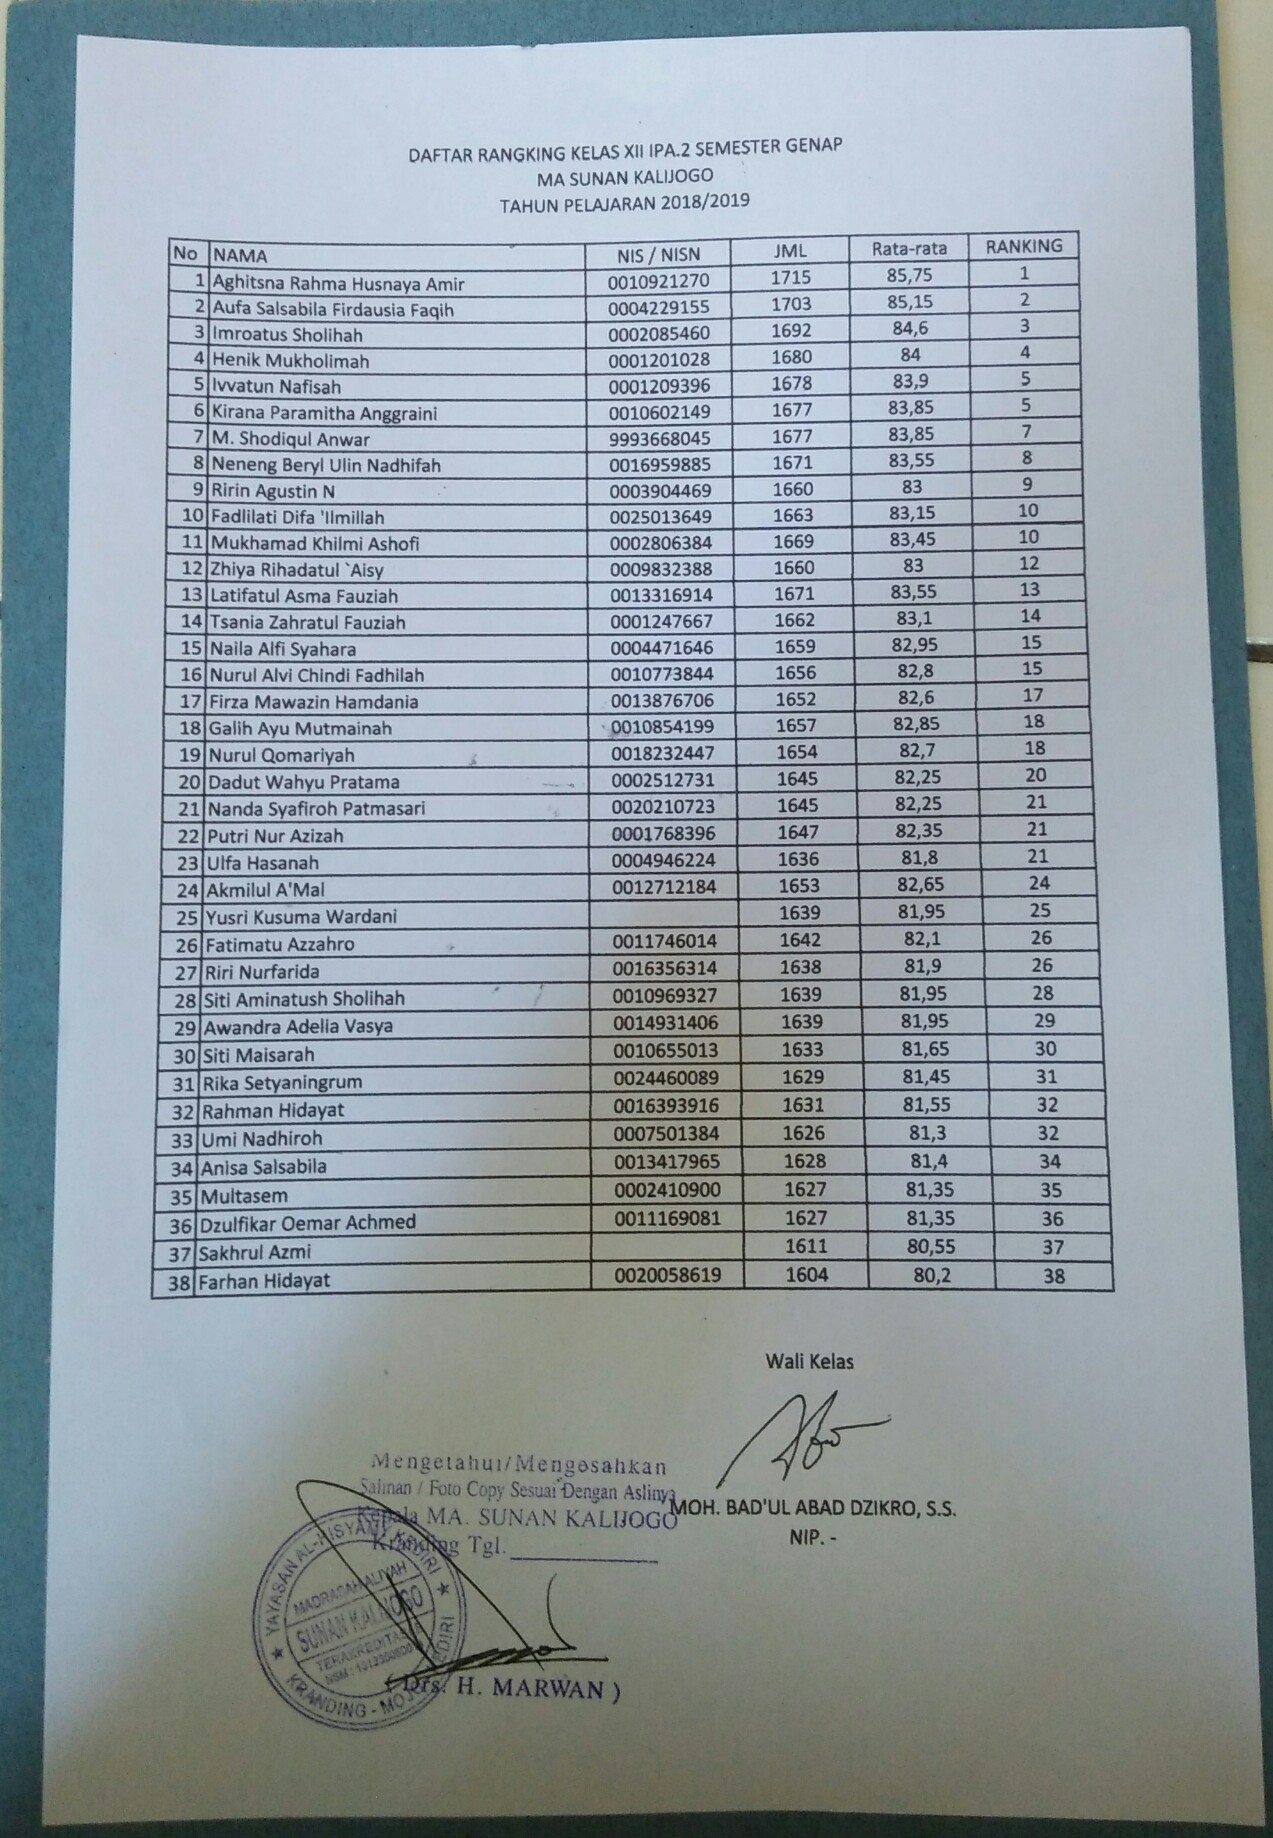 DAFTAR RANGKING KELAS XII IPA.2 SEMESTER GENAP
MA SUNAN KALIJOGO
TAHUN PELAJARAN 2018/2019
No NAMA NIS / NISN JML Rata-rata RANKING
1 Aghitsna Rahma Husnaya Amir 0010921270 1715 85,75 1
2 Aufa Salsabila Firdausia Faqih 0004229155 1703 85,15 2
3 Imroatus Sholihah 0002085460 1692 84,6 3
4 Henik Mukholimah 0001201028 1680 84 4
5 Ivvatun Nafisah 0001209396 1678 83,9 5
6 Kirana Paramitha Anggraini 0010602149 1677 83,85 5
7 M. Shodiqul Anwar 9993668045 1677 83,85 7
8 Neneng Beryl Ulin Nadhifah 0016959885 1671 83,55 8
9 Ririn Agustin N 0003904469 1660 83 9
10 Fadlilati Difa 'Ilmillah 0025013649 1663 83,15 10
11 Mukhamad Khilmi Ashofi 0002806384 1669 83,45 10
12 Zhiya Rihadatul `Aisy 0009832388 1660 83 12
13 Latifatul Asma Fauziah 0013316914 1671 83,55 13
14 Tsania Zahratul Fauziah 0001247667 1662 83,1 14
15 Naila Alfi Syahara 0004471646 1659 82,95 15
16 Nurul Alvi Chindi Fadhilah 0010773844 1656 82,8 15
17 Firza Mawazin Hamdania 0013876706 1652 82,6 17
18 Galih Ayu Mutmainah 0010854199 1657 82,85 18
19 Nurul Qomariyah 0018232447 1654 82,7 18
20 Dadut Wahyu Pratama 0002512731 1645 82,25 20
21 Nanda Syafiroh Patmasari 0020210723 1645 82,25 21
22 Putri Nur Azizah 0001768396 1647 82,35 21
23 Ulfa Hasanah 0004946224 1636 81,8 21
24 Akmilul A'Mal 0012712184 1653 82,65 24
25 Yusri Kusuma Wardani 1639 81,95 25
26 Fatimatu Azzahro 0011746014 1642 82,1 26
27 Riri Nurfarida 0016356314 1638 81,9 26
28 Siti Aminatush Sholihah 0010969327 1639 81,95 28
29 Awandra Adelia Vasya 0014931406 1639 81,95 29
30 Siti Maisarah 0010655013 1633 81,65 30
31 Rika Setyaningrum 0024460089 1629 81,45 31
32 Rahman Hidayat 0016393916 1631 81,55 32
33 Umi Nadhiroh 0007501384 1626 81,3 32
34 Anisa Salsabila 0013417965 1628 81,4 34
35 Multasem 0002410900 1627 81,35 35
36 Dzulfikar Oemar Achmed 0011169081 1627 81,35 36
37 Sakhrul Azmi 1611 80,55 37
38 Farhan Hidayat 0020058619 1604 80,2 38
Wali Kelas
MOH. BAD'UL ABAD DZIKRO, S.S.
NIP. -
Mengetahui/Mengesahkan
Salinan / Foto Copy Sesuai Dengan Aslinya
Kepala MA. SUNAN KALIJOGO
Kranding Tgl.
YAYASAN KEDIRI
MADRASAH ALIYAH
SUNAN KALIJOGO
TERAKREDITASI
NSM :
KRANDING - MOJO KEDIRI
( Drs. H. MARWAN )